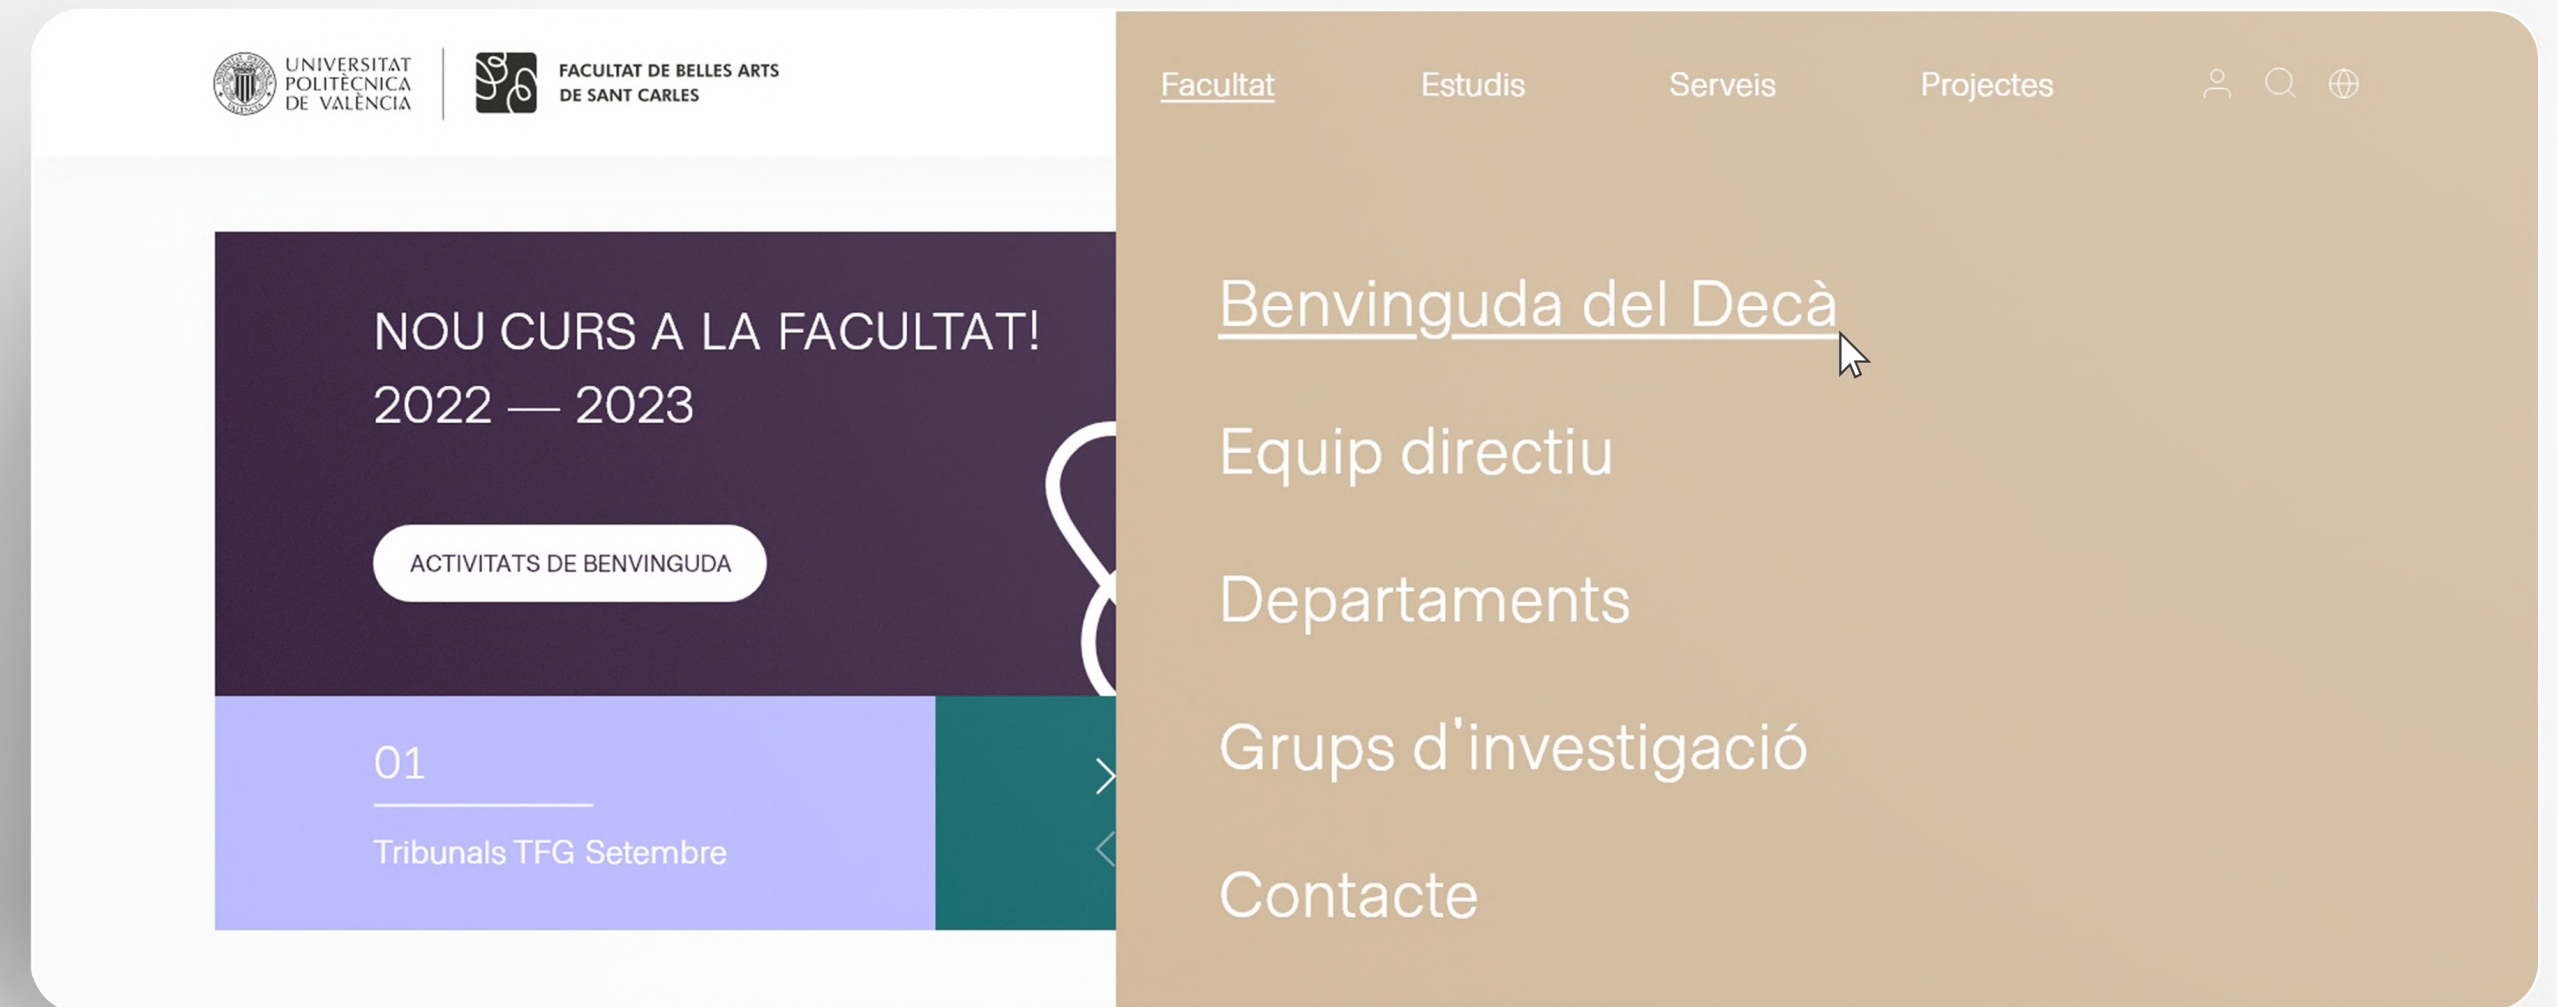 UNIVERSITAT
POLITÈCNICA
DE VALÈNCIA
FACULTAT DE BELLES ARTS
DE SANT CARLES
Facultat
Estudis
Serveis
Projectes
NOU CURS A LA FACULTAT!
2022 — 2023
ACTIVITATS DE BENVINGUDA
01
Tribunals TFG Setembre
Benvinguda del Decà
Equip directiu
Departaments
Grups d'investigació
Contacte